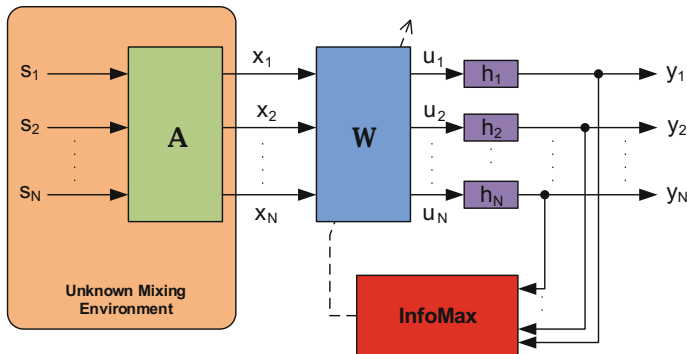 s1 A x1 W u1 h1 y1
s2 x2 u2 h2 y2
sN xN uN hN yN
Unknown Mixing
Environment
InfoMax